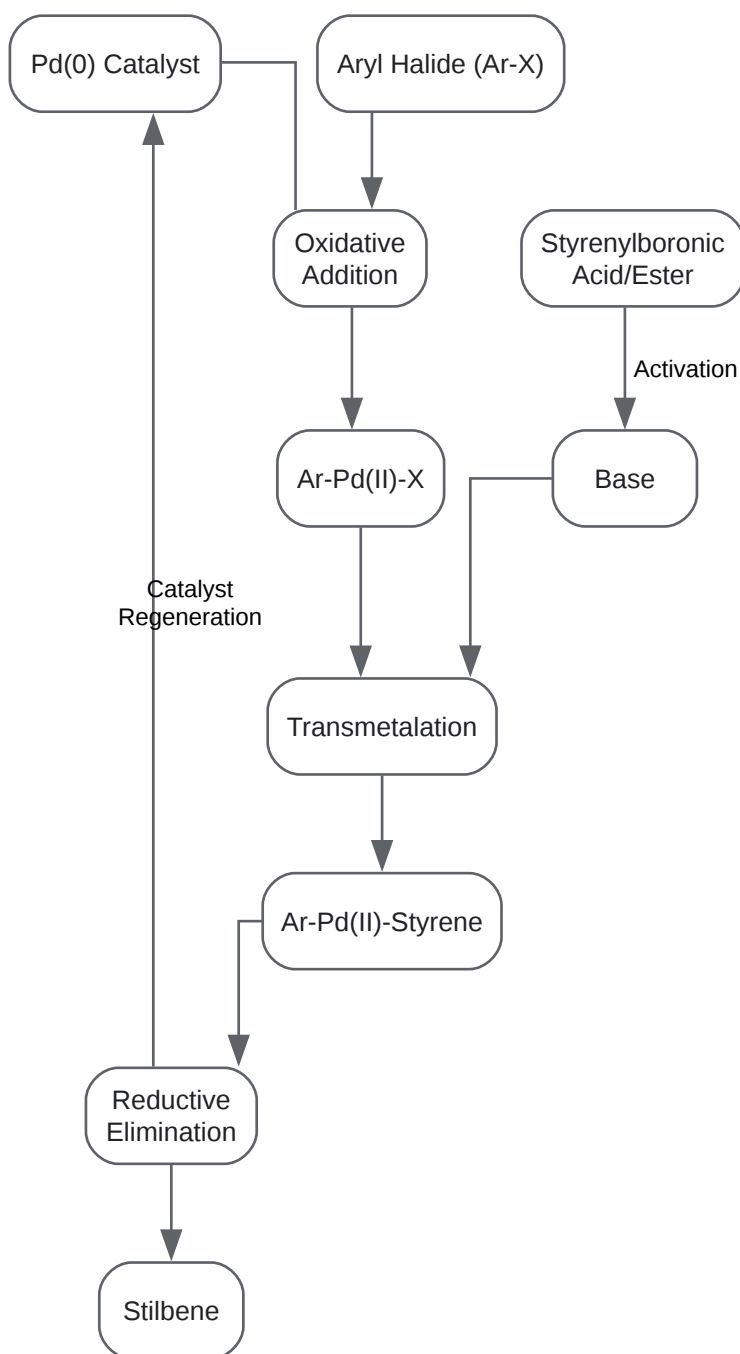 Pd(0) Catalyst
Aryl Halide (Ar-X)
Oxidative
Addition
Styrenylboronic
Acid/Ester
Activation
Ar-Pd(II)-X
Base
Catalyst
Regeneration
Transmetalation
Ar-Pd(II)-Styrene
Reductive
Elimination
Stilbene